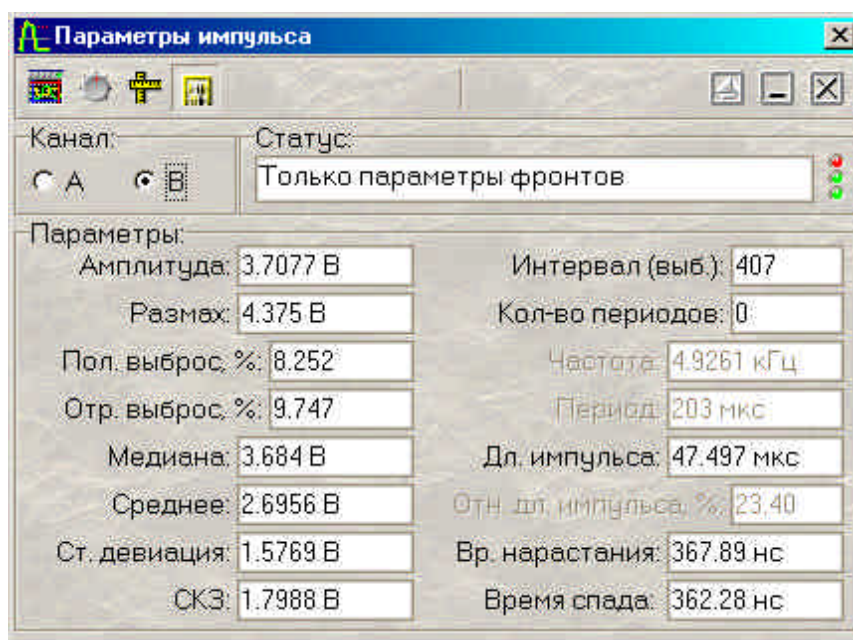 Параметры импульса
Канал: Статус:
А В Только параметры фронтов
Параметры:
Амплитуда: 3.7077 В Интервал (выб.): 407
Размах: 4.375 В Кол-во периодов: 0
Пол. выброс, %: 8.252 Частота: 4.9261 кГц
Отр. выброс, %: 9.747 Период: 203 мкс
Медиана: 3.684 В Дл. импульса: 47.497 мкс
Среднее: 2.6956 В Отн. дл. импульса, %: 23.40
Ст. девиация: 1.5769 В Вр. нарастания: 367.89 нс
СКЗ: 1.7988 В Время спада: 362.28 нс